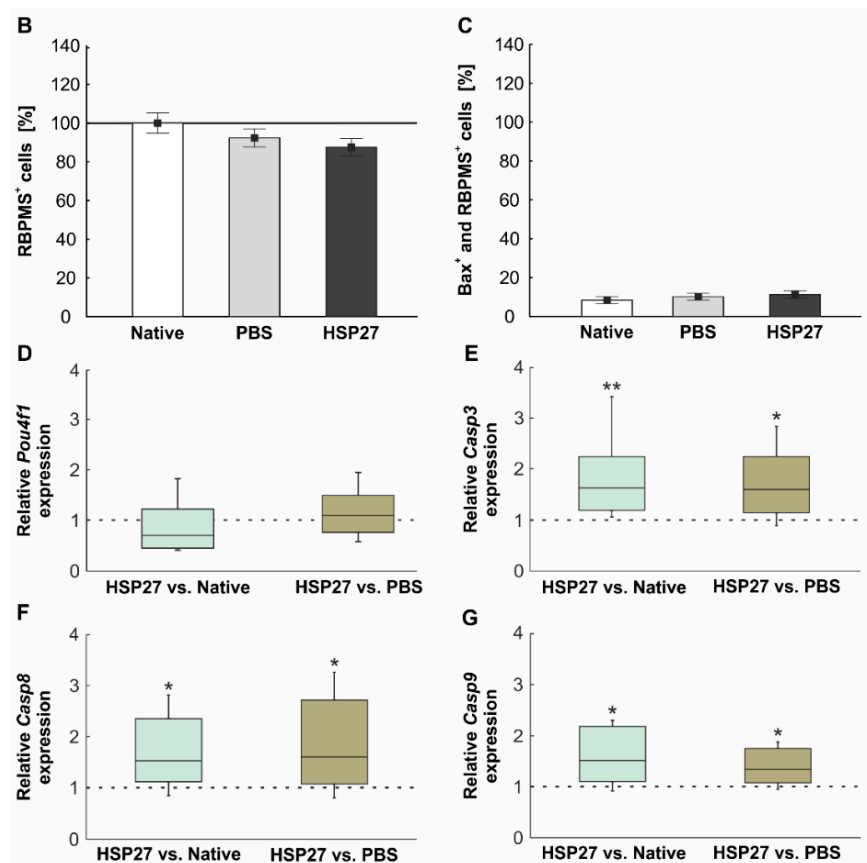 B
RBPMS⁺ cells [%]
140
120
100
80
60
40
20
0
Native PBS HSP27
C
Bax⁺ and RBPMS⁺ cells [%]
140
120
100
80
60
40
20
0
Native PBS HSP27
D
Relative Pou4f1
expression
4
3
2
1
0
HSP27 vs. Native HSP27 vs. PBS
E
Relative Casp3
expression
4
3
2
1
0
** *
HSP27 vs. Native HSP27 vs. PBS
F
Relative Casp8
expression
4
3
2
1
0
* *
HSP27 vs. Native HSP27 vs. PBS
G
Relative Casp9
expression
4
3
2
1
0
* *
HSP27 vs. Native HSP27 vs. PBS